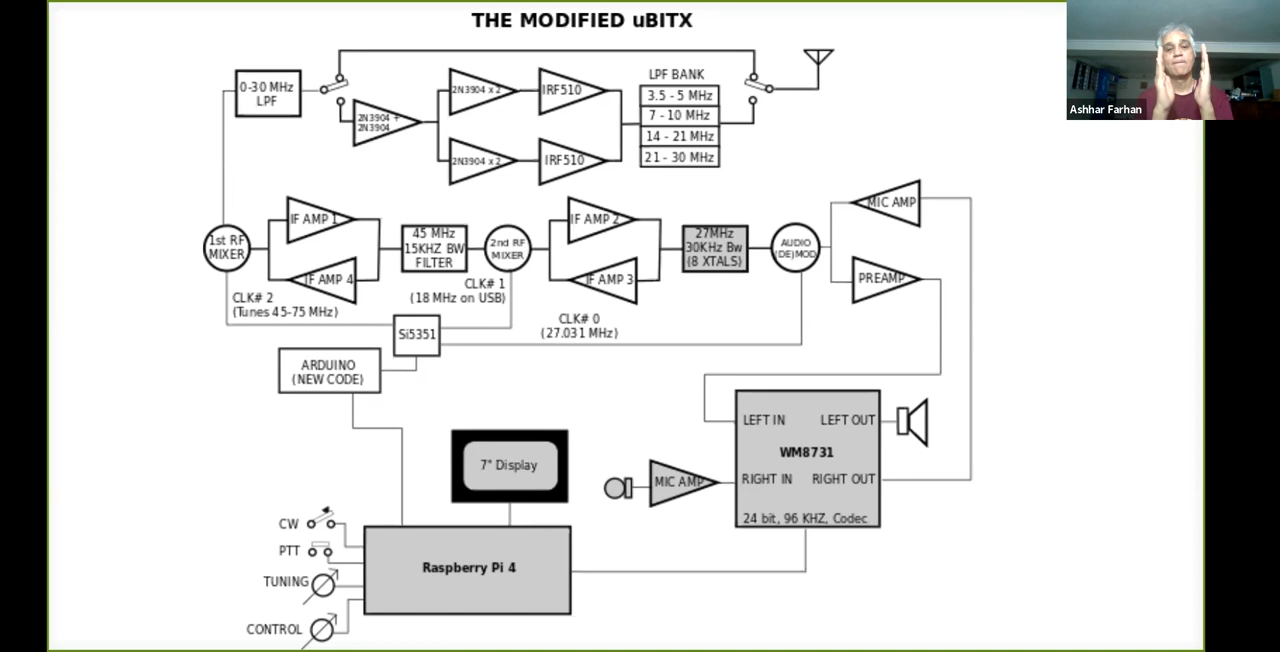 THE MODIFIED uBITX
Ashhar Farhan
0-30 MHz
LPF
2N3904 +
2N3904
2N3904 x 2
IRF510
2N3904 x 2
IRF510
LPF BANK
3.5 - 5 MHz
7 - 10 MHz
14 - 21 MHz
21 - 30 MHz
1st RF
MIXER
IF AMP 1
IF AMP 4
45 MHz
15KHZ BW
FILTER
2nd RF
MIXER
IF AMP 2
IF AMP 3
27MHz
30KHz Bw
(8 XTALS)
AUDIO
(DE)MOD
MIC AMP
PREAMP
CLK# 2
(Tunes 45-75 MHz)
CLK# 1
(18 MHz on USB)
CLK# 0
(27.031 MHz)
Si5351
ARDUINO
(NEW CODE)
7" Display
MIC AMP
LEFT IN
LEFT OUT
WM8731
RIGHT IN
RIGHT OUT
24 bit, 96 KHZ, Codec
CW
PTT
TUNING
CONTROL
Raspberry Pi 4